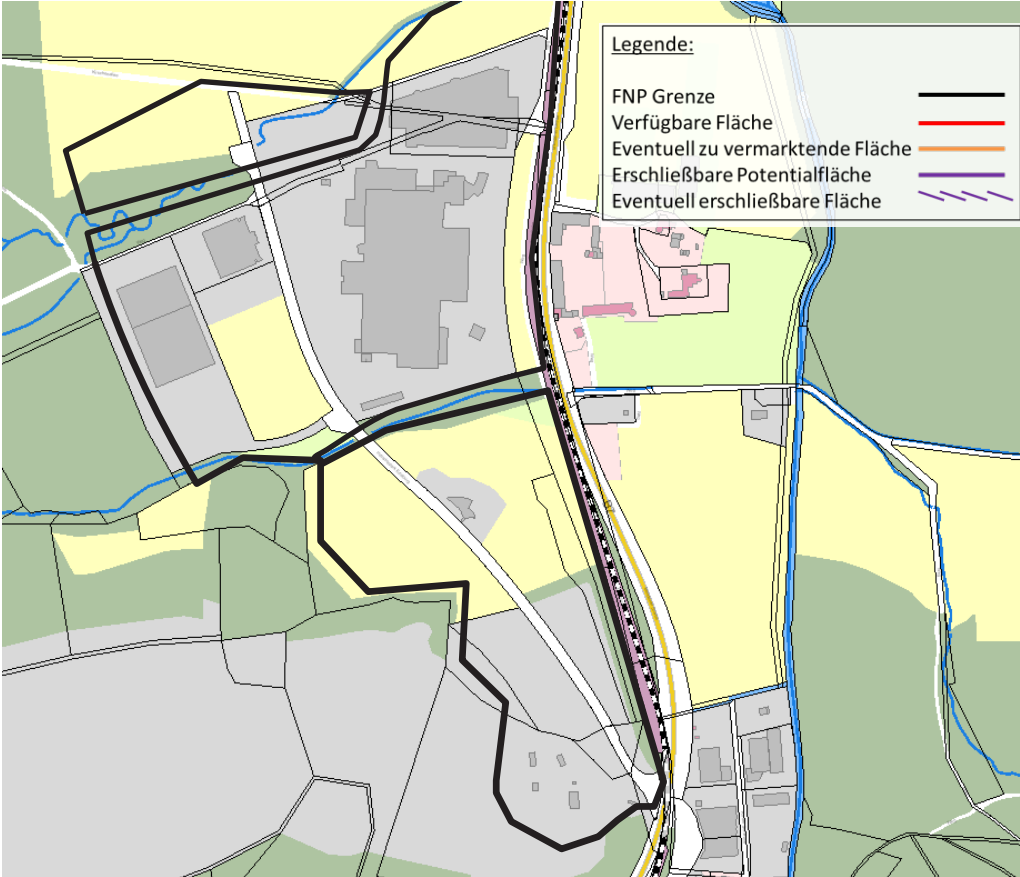 Legende:
FNP Grenze
Verfügbare Fläche
Eventuell zu vermarktende Fläche
Erschließbare Potentialfläche
Eventuell erschließbare Fläche